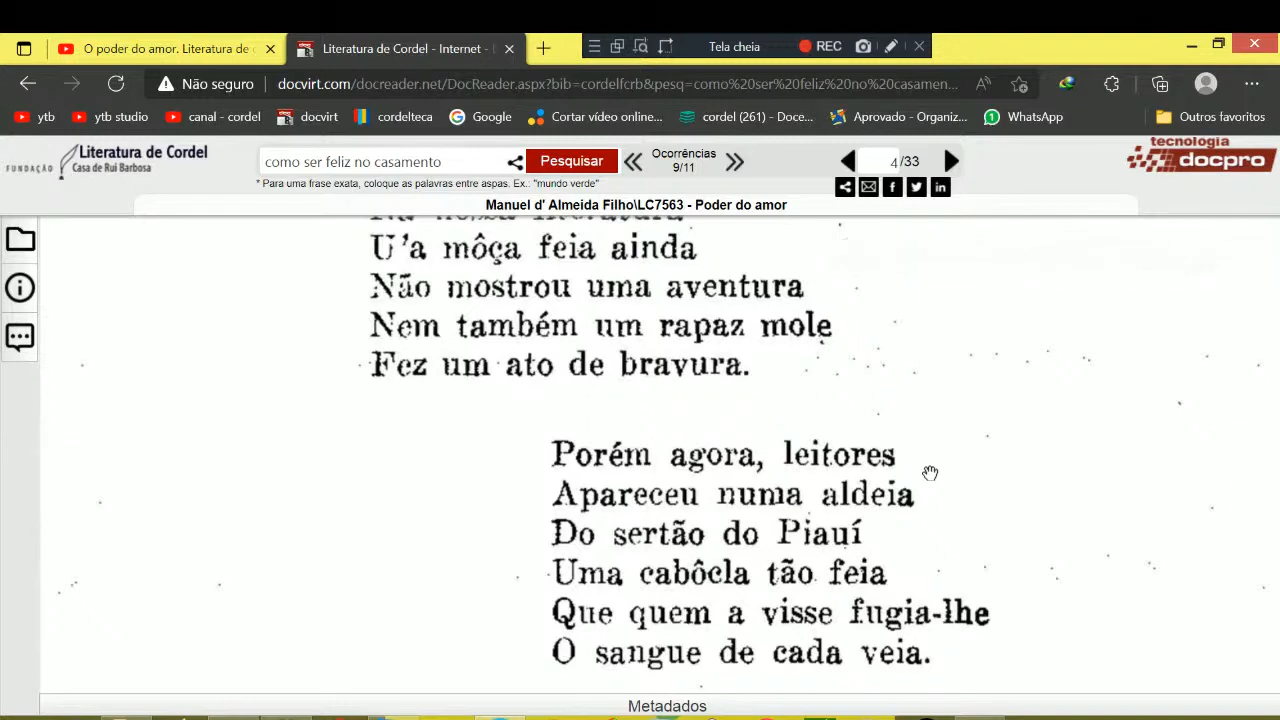 Tela cheia
REC
O poder do amor. Literatura de
Literatura de Cordel - Internet -
Não seguro
docvirt.com/docreader.net/DocReader.aspx?bib=cordelfcrb&pesq=como%20ser%20feliz%20no%20casamen...
ytb
ytb studio
canal - cordel
docvirt
cordelteca
Google
Cortar vídeo online...
cordel (261) - Doce...
Aprovado - Organiz...
WhatsApp
Outros favoritos
FUNDAÇÃO
Literatura de Cordel
Casa de Rui Barbosa
como ser feliz no casamento
Pesquisar
* Para uma frase exata, coloque as palavras entre aspas. Ex.: "mundo verde"
Ocorrências
9/11
4 /33
tecnologia
docpro
Manuel d' Almeida Filho\LC7563 - Poder do amor
U'a môça feia ainda
Não mostrou uma aventura
Nem também um rapaz mole
Fez um ato de bravura.
Porém agora, leitores
Apareceu numa aldeia
Do sertão do Piauí
Uma cabôcla tão feia
Que quem a visse fugia-lhe
O sangue de cada veia.
Metadados